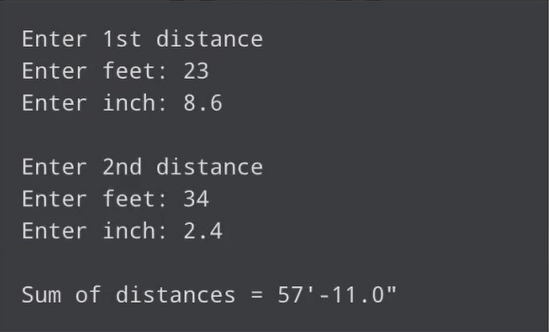 Enter 1st distance
Enter feet: 23
Enter inch: 8.6
Enter 2nd distance
Enter feet: 34
Enter inch: 2.4
Sum of distances = 57'-11.0"